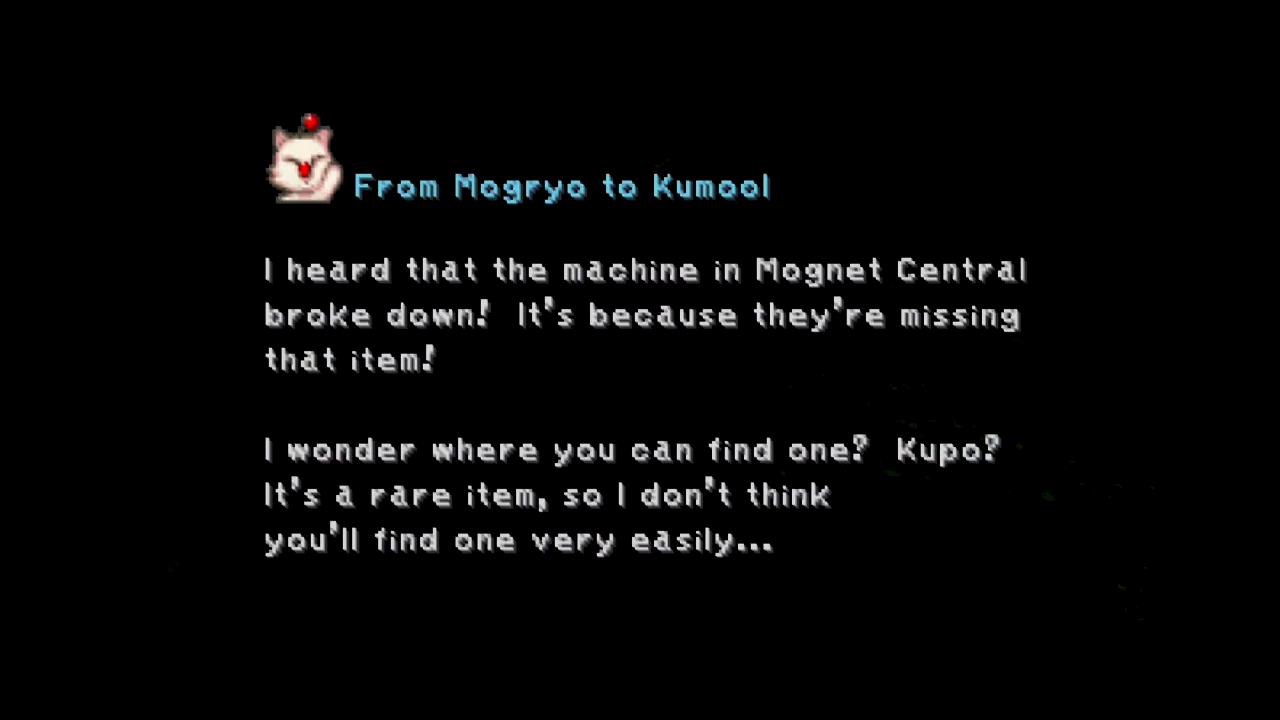 From Mogryo to Kumool
I heard that the machine in Mognet Central
broke down!  It's because they're missing
that item!
I wonder where you can find one?  Kupo?
It's a rare item, so I don't think
you'll find one very easily...